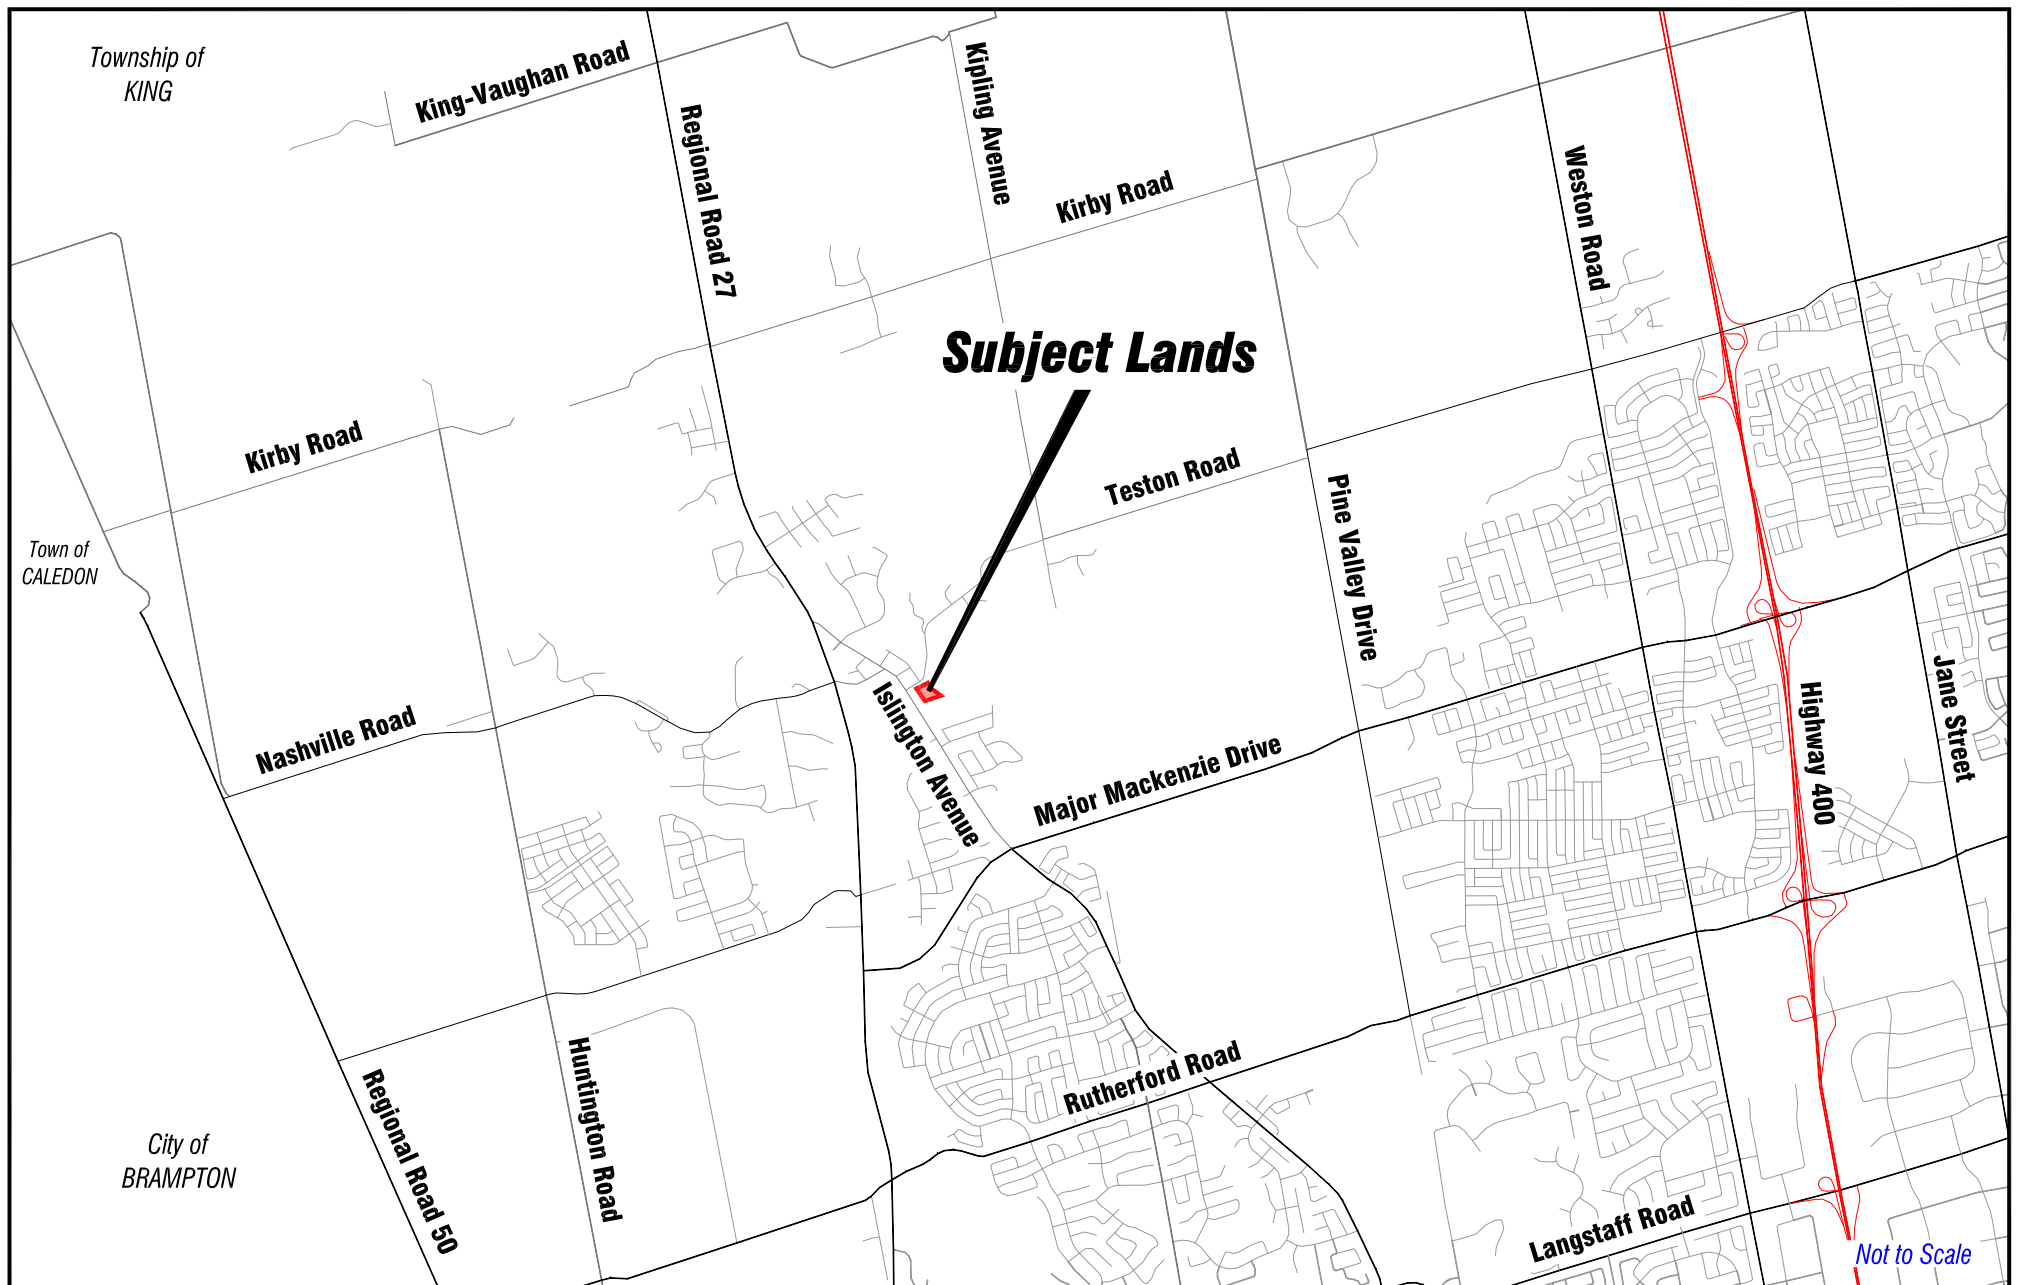 Township of
KING
King-Vaughan Road
Regional Road 27
Kipling Avenue
Kirby Road
Weston Road
Subject Lands
Kirby Road
Teston Road
Pine Valley Drive
Town of
CALEDON
Nashville Road
Islington Avenue
Major Mackenzie Drive
Highway 400
Jane Street
Regional Road 50
Huntington Road
Rutherford Road
City of
BRAMPTON
Langstaff Road
Not to Scale